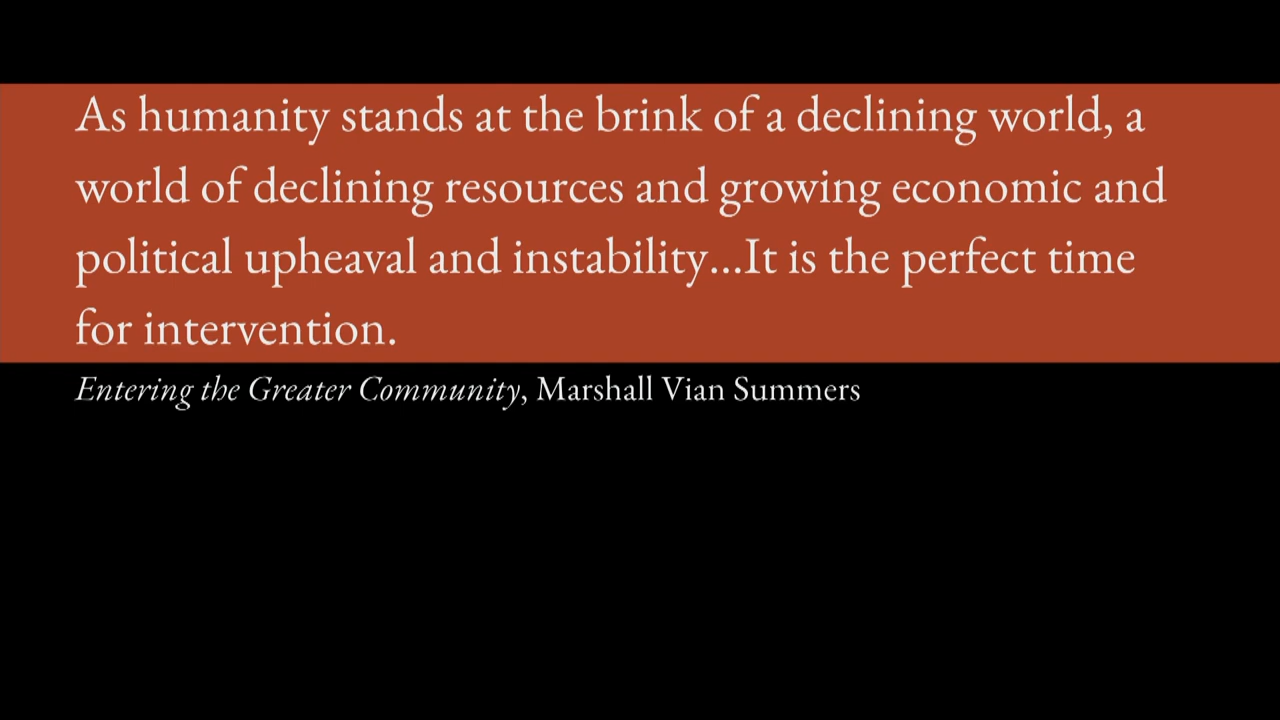 As humanity stands at the brink of a declining world, a
world of declining resources and growing economic and
political upheaval and instability...It is the perfect time
for intervention.
Entering the Greater Community, Marshall Vian Summers